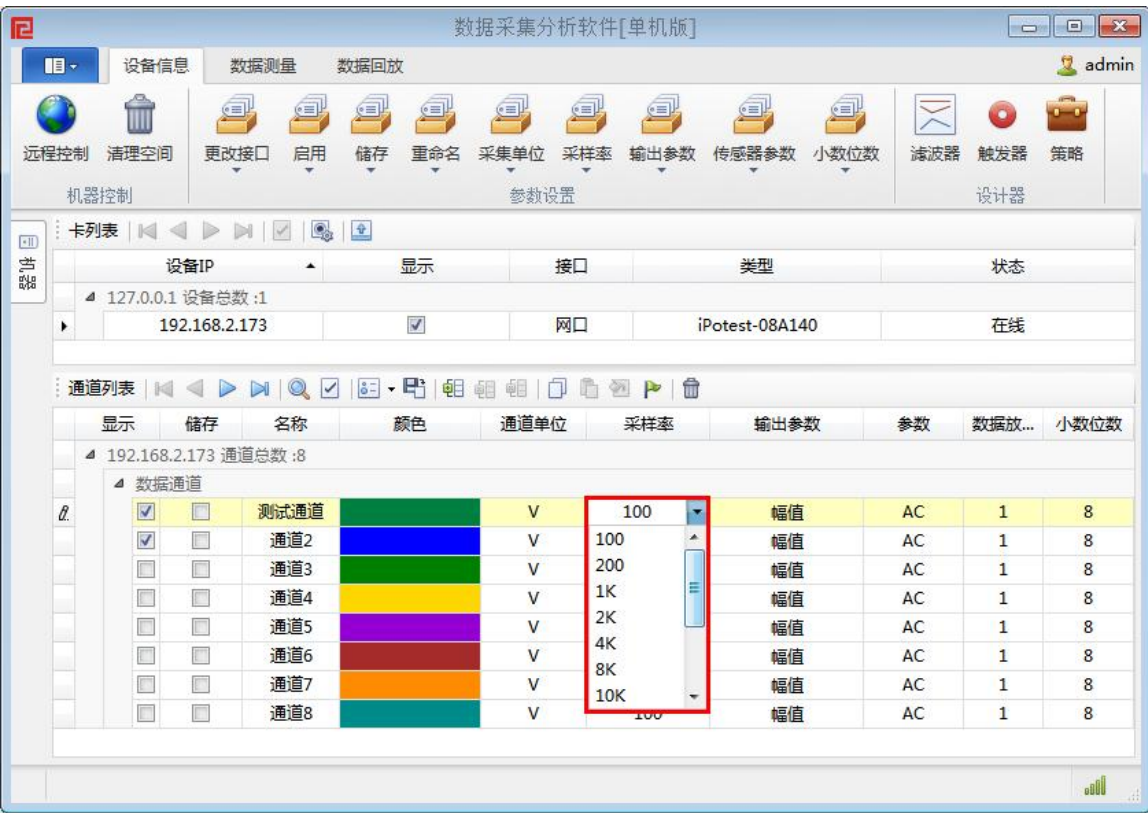 数据采集分析软件[单机版]
设备信息 数据测量 数据回放 admin
远程控制 清理空间 更改接口 启用 储存 重命名 采集单位 采样率 输出参数 传感器参数 小数位数 滤波器 触发器 策略
机器控制 参数设置 设计器
机器
卡列表
设备IP 显示 接口 类型 状态
127.0.0.1 设备总数 :1
192.168.2.173 网口 iPotest-08A140 在线
通道列表
显示 储存 名称 颜色 通道单位 采样率 输出参数 参数 数据放... 小数位数
192.168.2.173 通道总数 :8
数据通道
测试通道 V 100 幅值 AC 1 8
通道2 V 100 幅值 AC 1 8
通道3 V 200 幅值 AC 1 8
通道4 V 1K 幅值 AC 1 8
通道5 V 2K 幅值 AC 1 8
4K
通道6 V 8K 幅值 AC 1 8
通道7 V 10K 幅值 AC 1 8
通道8 V 100 幅值 AC 1 8